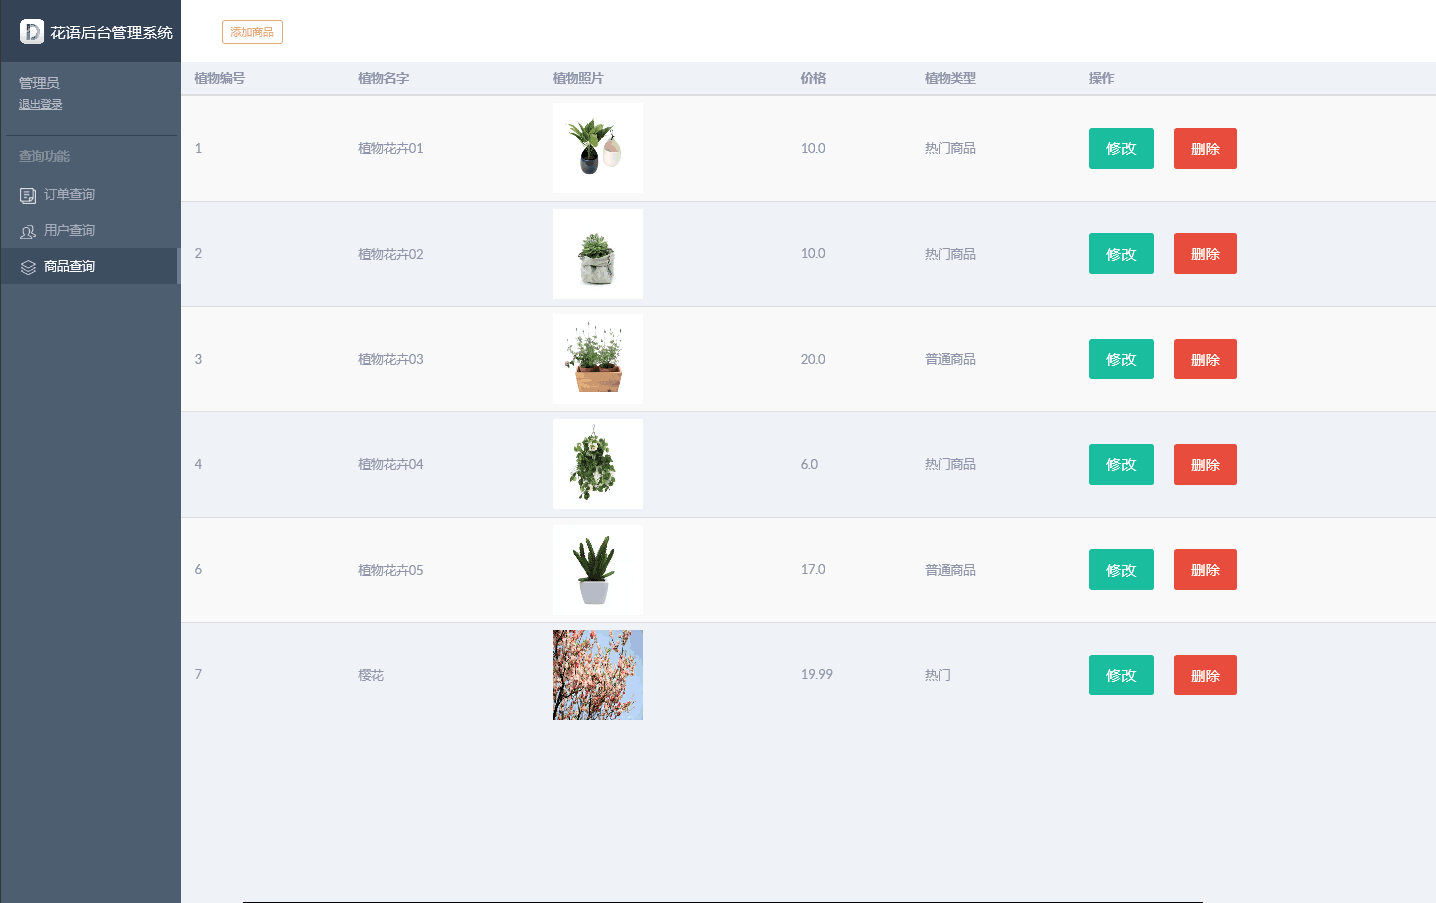 花语后台管理系统
添加商品
管理员
退出登录
查询功能
订单查询
用户查询
商品查询
植物编号 植物名字 植物照片 价格 植物类型 操作
1 植物花卉01 10.0 热门商品 修改 删除
2 植物花卉02 10.0 热门商品 修改 删除
3 植物花卉03 20.0 普通商品 修改 删除
4 植物花卉04 6.0 热门商品 修改 删除
6 植物花卉05 17.0 普通商品 修改 删除
7 樱花 19.99 热门 修改 删除